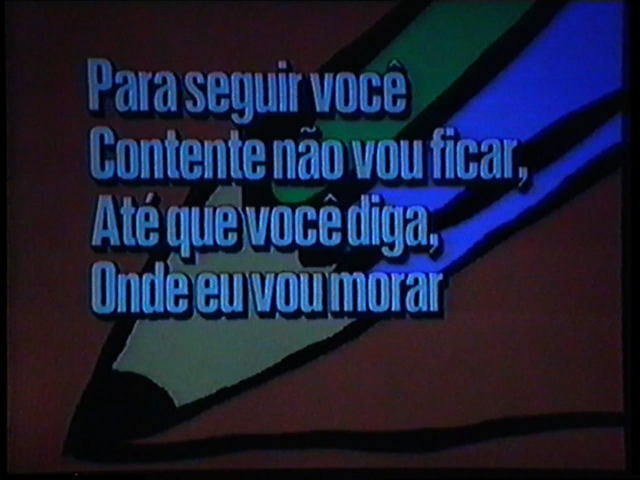 Para seguir você
Contente não vou ficar,
Até que você diga,
Onde eu vou morar